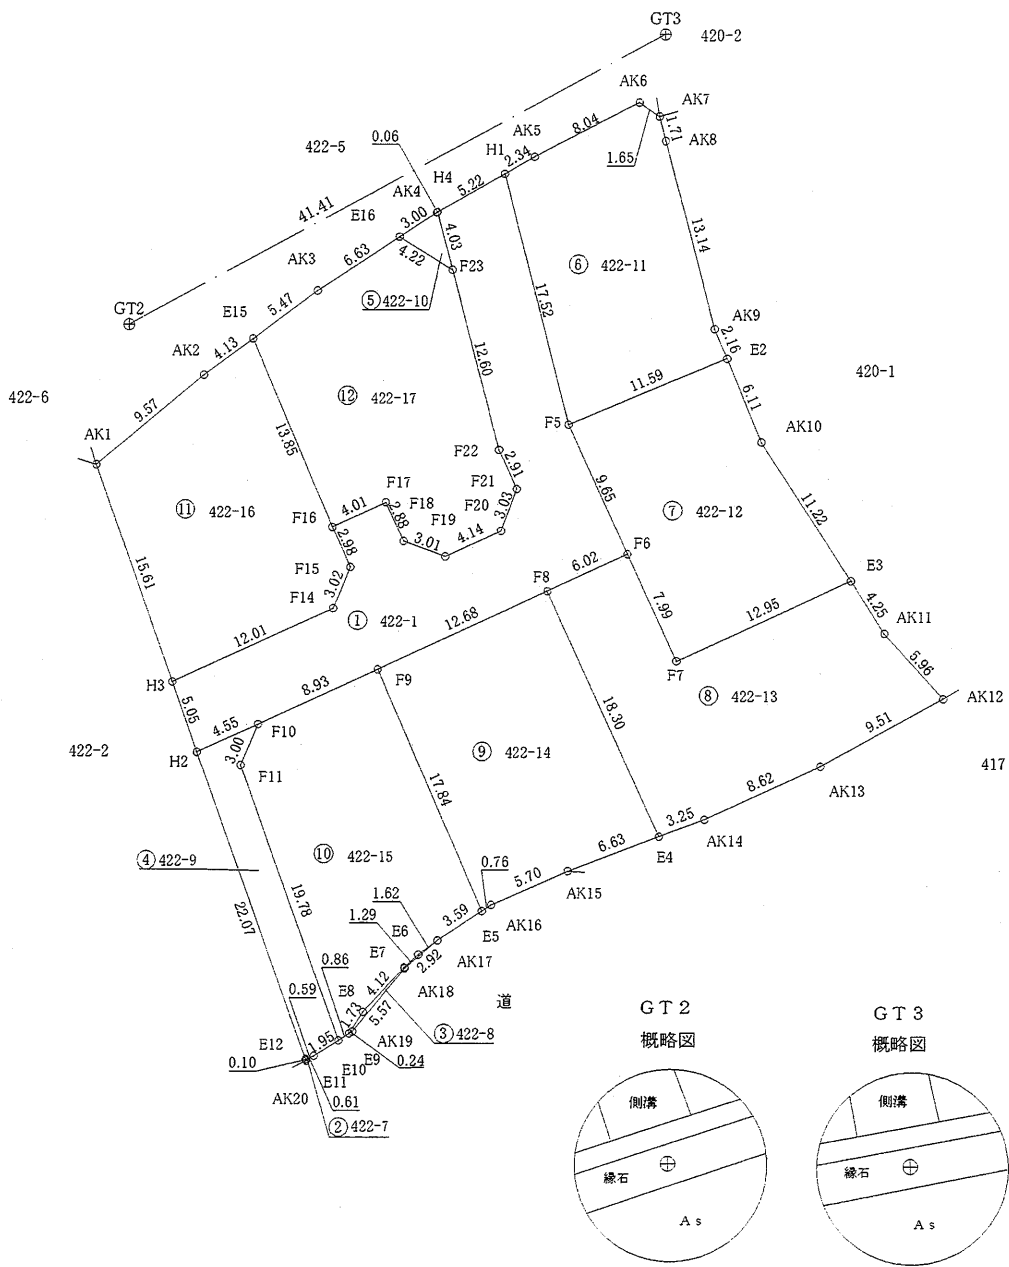 GT3
420-2
AK6
AK7
1.71
AK8
8.04
AK5
1.65
0.06
422-5
H1
2.34
H4
5.22
AK4
E16
3.00
41.41
4.03
4.22
F23
6.63
AK3
⑥ 422-11
13.14
⑤ 422-10
17.52
GT2
E15
5.47
AK9
2.16
E2
AK2
4.13
12.60
11.59
6.11
420-1
422-6
⑫ 422-17
9.57
AK1
13.85
F5
AK10
F22
2.91
F21
9.65
F17
4.01
F18
F20
3.03
⑪ 422-16
F16
2.88
F19
4.14
3.01
⑦ 422-12
11.22
2.98
F15
F6
15.61
3.02
F14
F8
6.02
E3
7.99
12.95
4.25
12.01
① 422-1
12.68
AK11
5.96
F9
F7
H3
8.93
⑧ 422-13
AK12
5.05
4.55
F10
18.30
9.51
422-2
H2
3.00
F11
⑨ 422-14
417
17.84
8.62
AK13
3.25
AK14
E4
6.63
④ 422-9
⑩ 422-15
0.76
5.70
AK15
19.78
1.62
22.07
1.29
3.59
E5
AK16
E6
E7
2.92
AK17
0.86
4.12
AK18
0.59
E8
道
1.73
5.57
③ 422-8
E12
1.95
AK19
E9
0.24
0.10
E10
E11
AK20
0.61
② 422-7
GT2
概略図
側溝
縁石
As
GT3
概略図
側溝
縁石
As